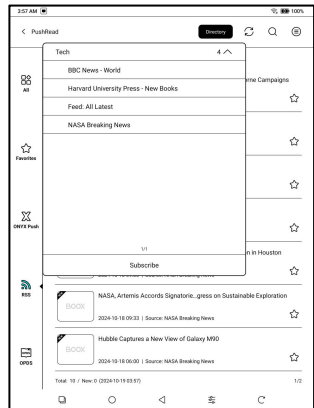 3:57 AM
100%
PushRead
Directory
Tech
4
BBC News - World
Harvard University Press - New Books
Feed: All Latest
NASA Breaking News
1/1
Subscribe
All
Favorites
ONYX Push
RSS
OPDS
rne Campaigns
n in Houston
NASA, Artemis Accords Signatorie..gress on Sustainable Exploration
BOOX
2024-10-18 09:33 | Source: NASA Breaking News
Hubble Captures a New View of Galaxy M90
BOOX
2024-10-18 06:00 | Source: NASA Breaking News
Total: 10 / New: 0 (2024-10-19 03:57)
1/2